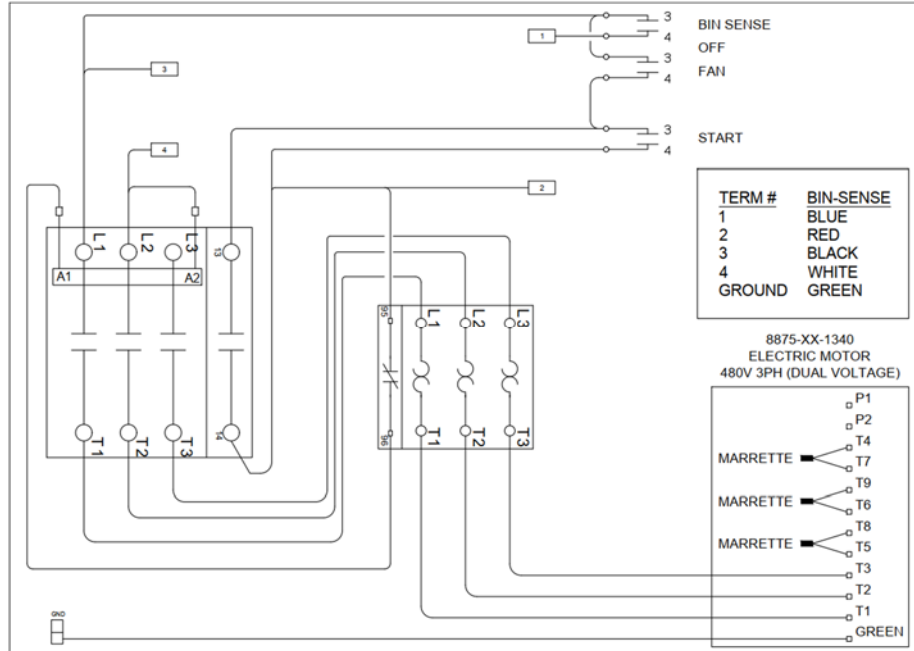 3 BIN SENSE
1 4
OFF
3
FAN
4
3
3 START
4 4
2
TERM # BIN-SENSE
1 BLUE
2 RED
3 BLACK
4 WHITE
GROUND GREEN
L1 L2 L3 13
A1 A2
95 L1 L2 L3
8875-XX-1340
ELECTRIC MOTOR
480V 3PH (DUAL VOLTAGE)
P1
P2
T4
MARRETTE T7
T9
MARRETTE T6
T8
MARRETTE T5
T3
T2
T1
GREEN
T1 T2 T3 14
96 T1 T2 T3
GND